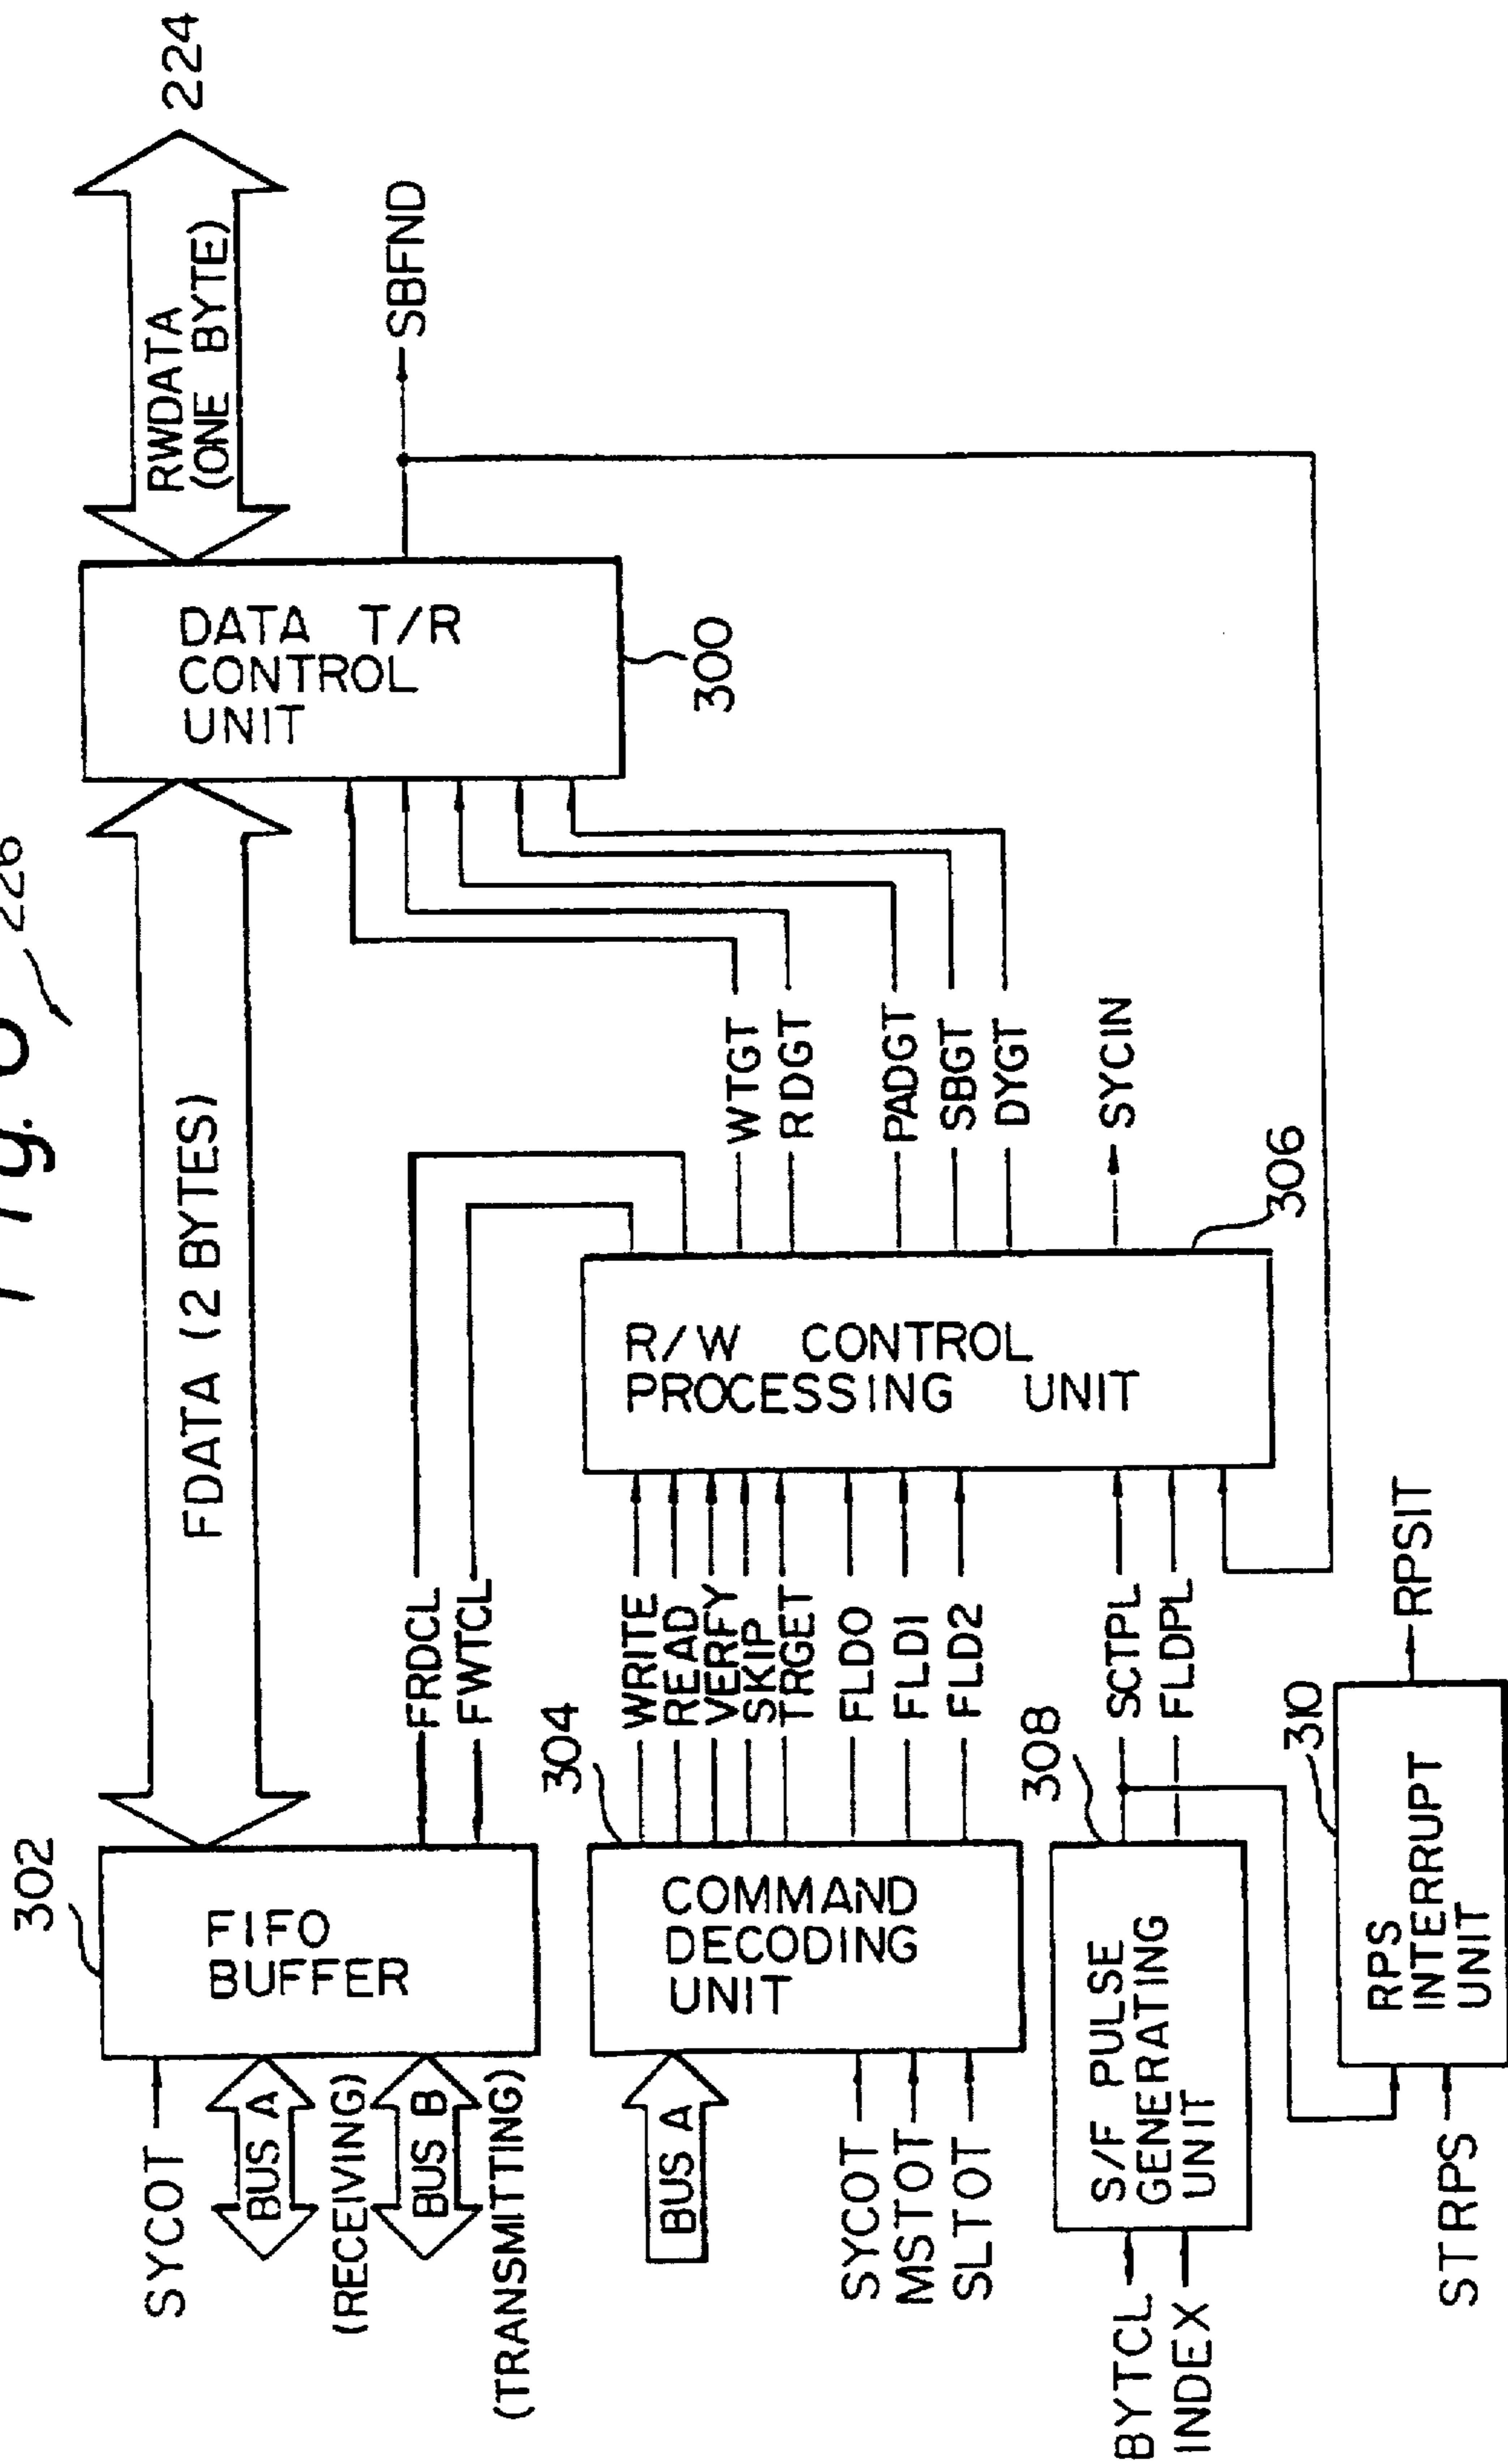 Fig. 226
302
FIFO
BUFFER
SYCOT
BUS A
(RECEIVING)
BUS B
(TRANSMITTING)
FDATA (2 BYTES)
FRDCL
FWTCL
DATA T/R
CONTROL
UNIT
300
RWDATA
(ONE BYTE)
224
SBFND
304
COMMAND
DECODING
UNIT
BUS A
SYCOT
MSTOT
SLTOT
WRITE
READ
VERFY
SKIP
TRGET
FLD0
FLD1
FLD2
R/W CONTROL
PROCESSING UNIT
306
WTGT
RDGT
PADGT
SBGT
DYGT
SYCIN
308
S/F PULSE
GENERATING
UNIT
BYTCL
INDEX
SCTPL
FLDPL
310
RPS
INTERRUPT
UNIT
STRPS
RPSIT